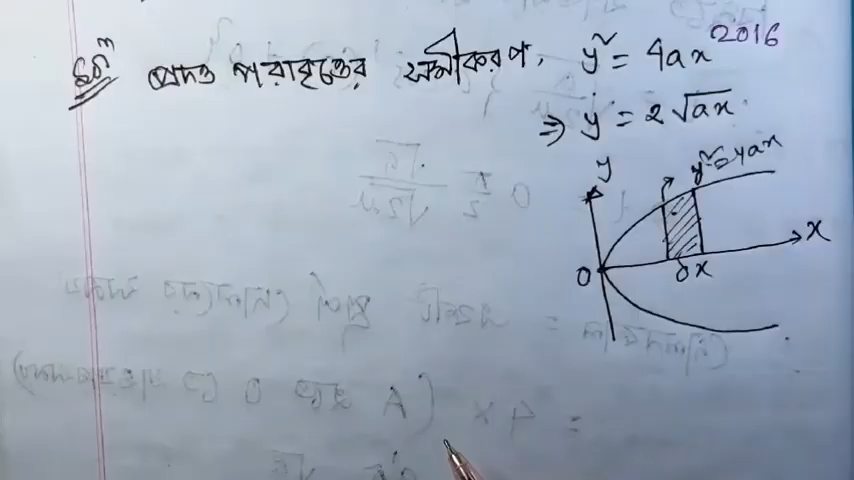 উঃ প্রদত্ত পরাবৃত্তের সমীকরণ, y² = 4ax 2016
⇒ y = 2√ax
y
y² = 4ax
x
O
δx